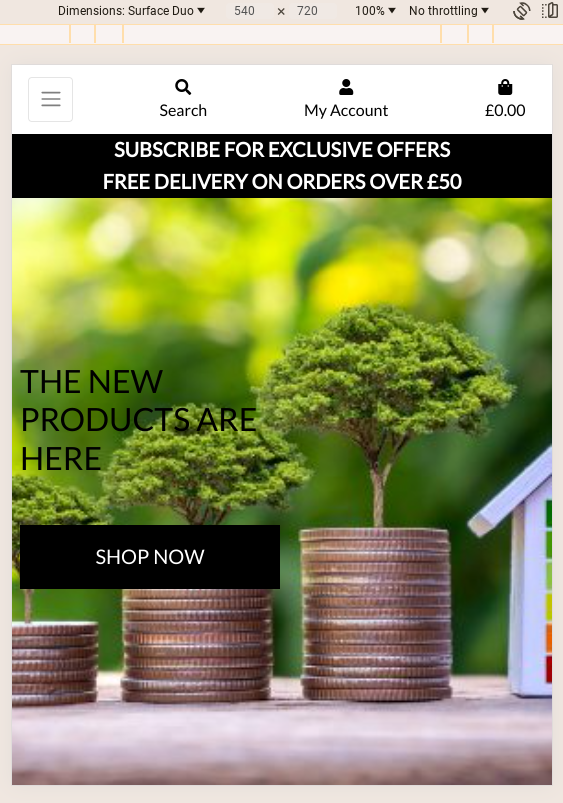 Dimensions: Surface Duo 540 × 720 100% No throttling
Search My Account £0.00
SUBSCRIBE FOR EXCLUSIVE OFFERS
FREE DELIVERY ON ORDERS OVER £50
THE NEW
PRODUCTS ARE
HERE
SHOP NOW